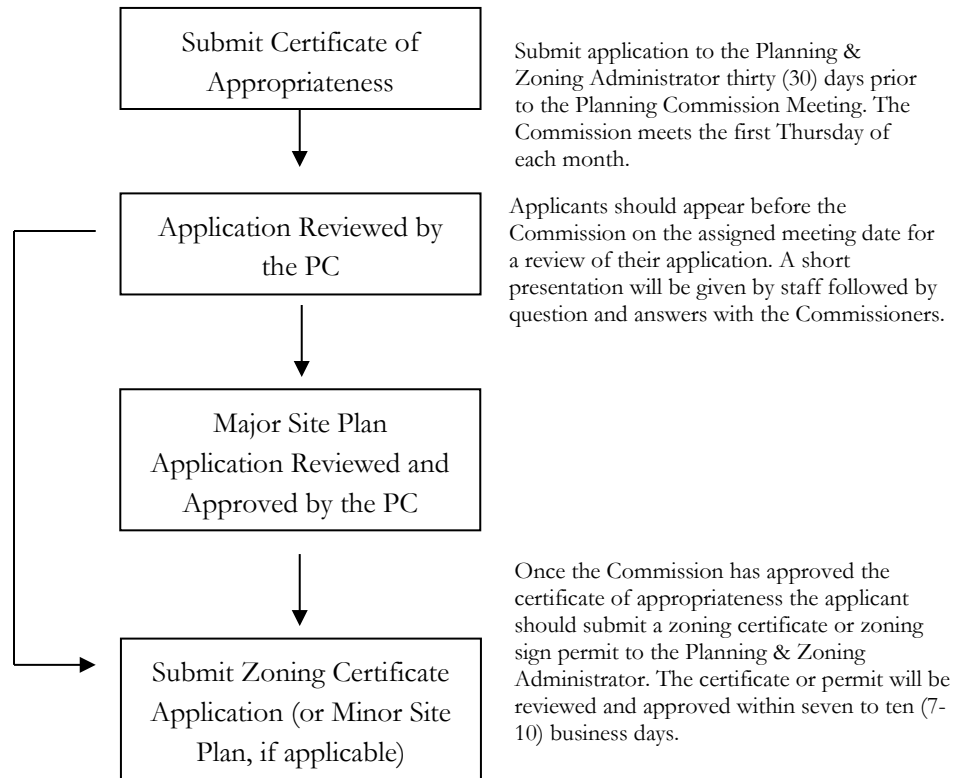 Submit Certificate of
Appropriateness
Submit application to the Planning &
Zoning Administrator thirty (30) days prior
to the Planning Commission Meeting. The
Commission meets the first Thursday of
each month.
Application Reviewed by
the PC
Applicants should appear before the
Commission on the assigned meeting date for
a review of their application. A short
presentation will be given by staff followed by
question and answers with the Commissioners.
Major Site Plan
Application Reviewed and
Approved by the PC
Submit Zoning Certificate
Application (or Minor Site
Plan, if applicable)
Once the Commission has approved the
certificate of appropriateness the applicant
should submit a zoning certificate or zoning
sign permit to the Planning & Zoning
Administrator. The certificate or permit will be
reviewed and approved within seven to ten (7-
10) business days.